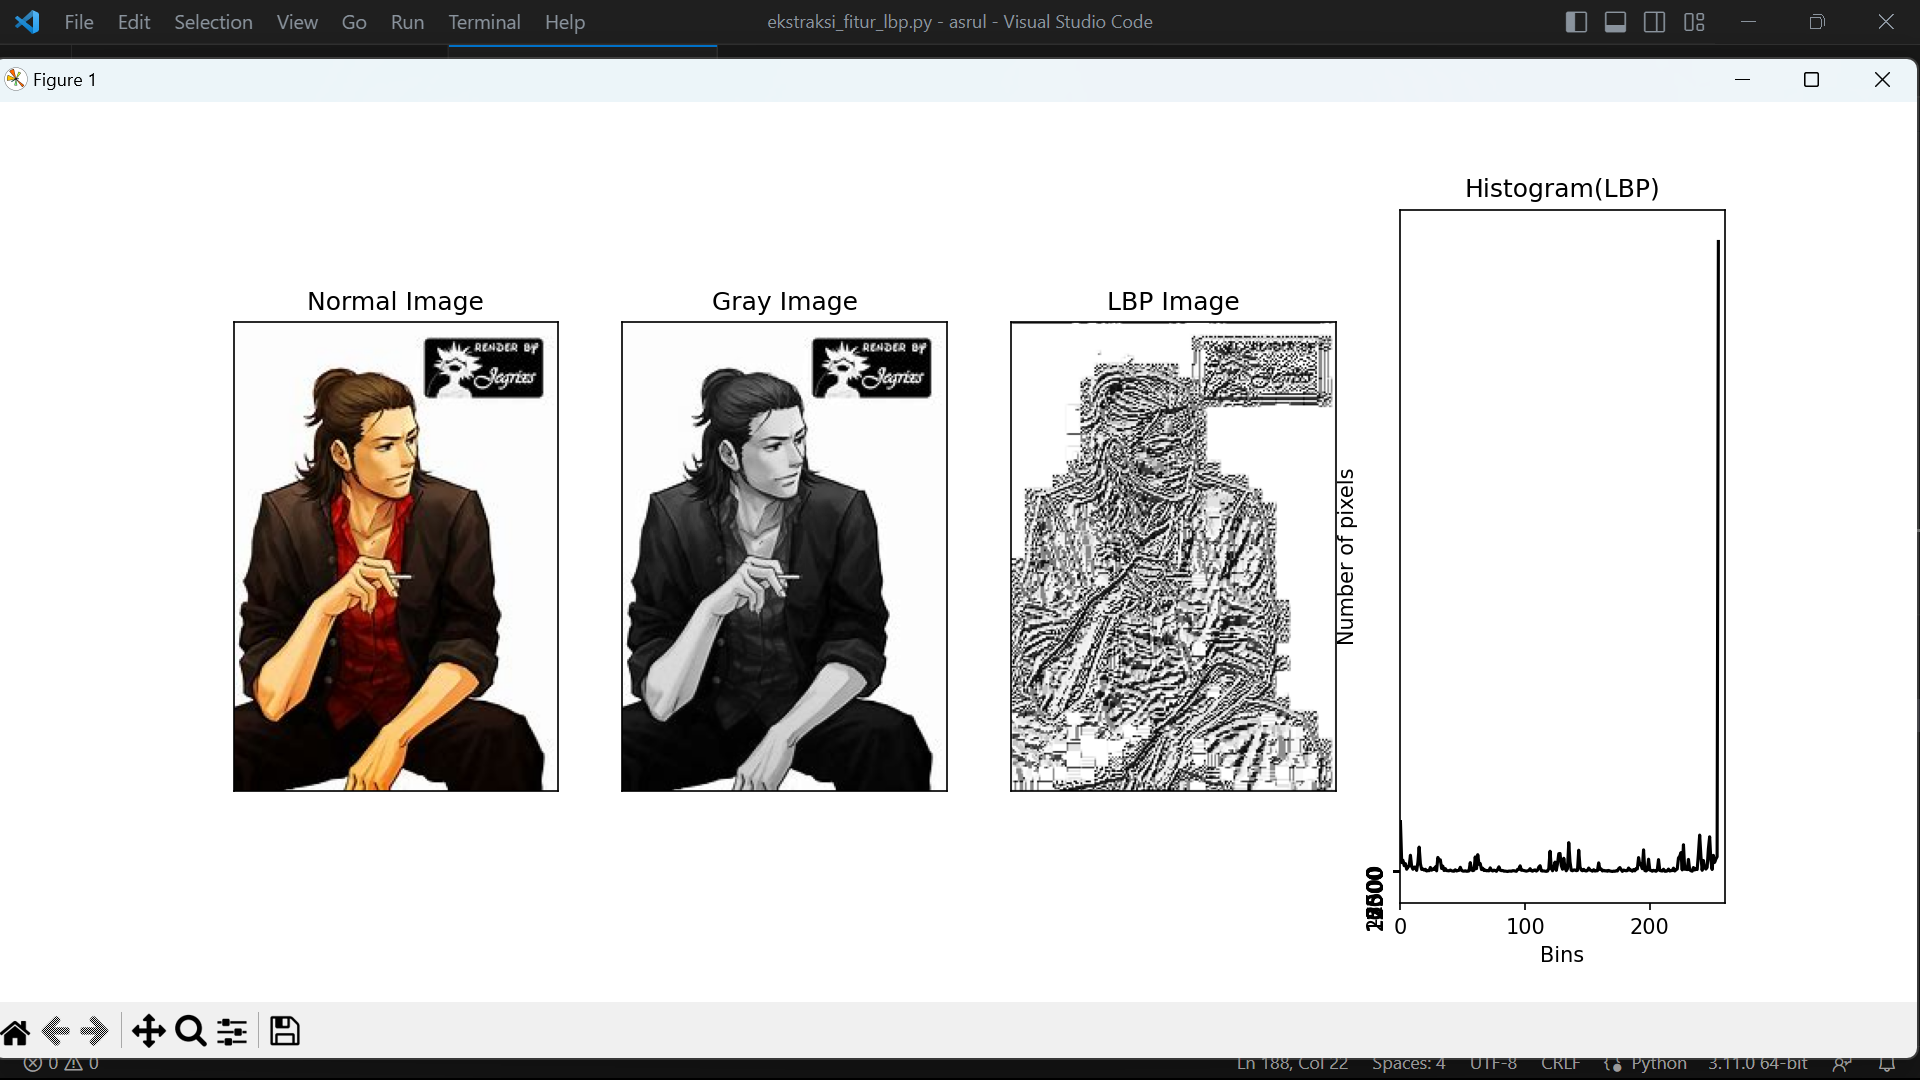 File Edit Selection View Go Run Terminal Help
ekstraksi_fitur_lbp.py - asrul - Visual Studio Code
Figure 1
Normal Image
RENDER BY
Jegrixs
Gray Image
RENDER BY
Jegrixs
LBP Image
Histogram(LBP)
Number of pixels
0 100 200
Bins
0 0
Ln 188, Col 22 Spaces: 4 UTF-8 CRLF Python 3.11.0 64-bit